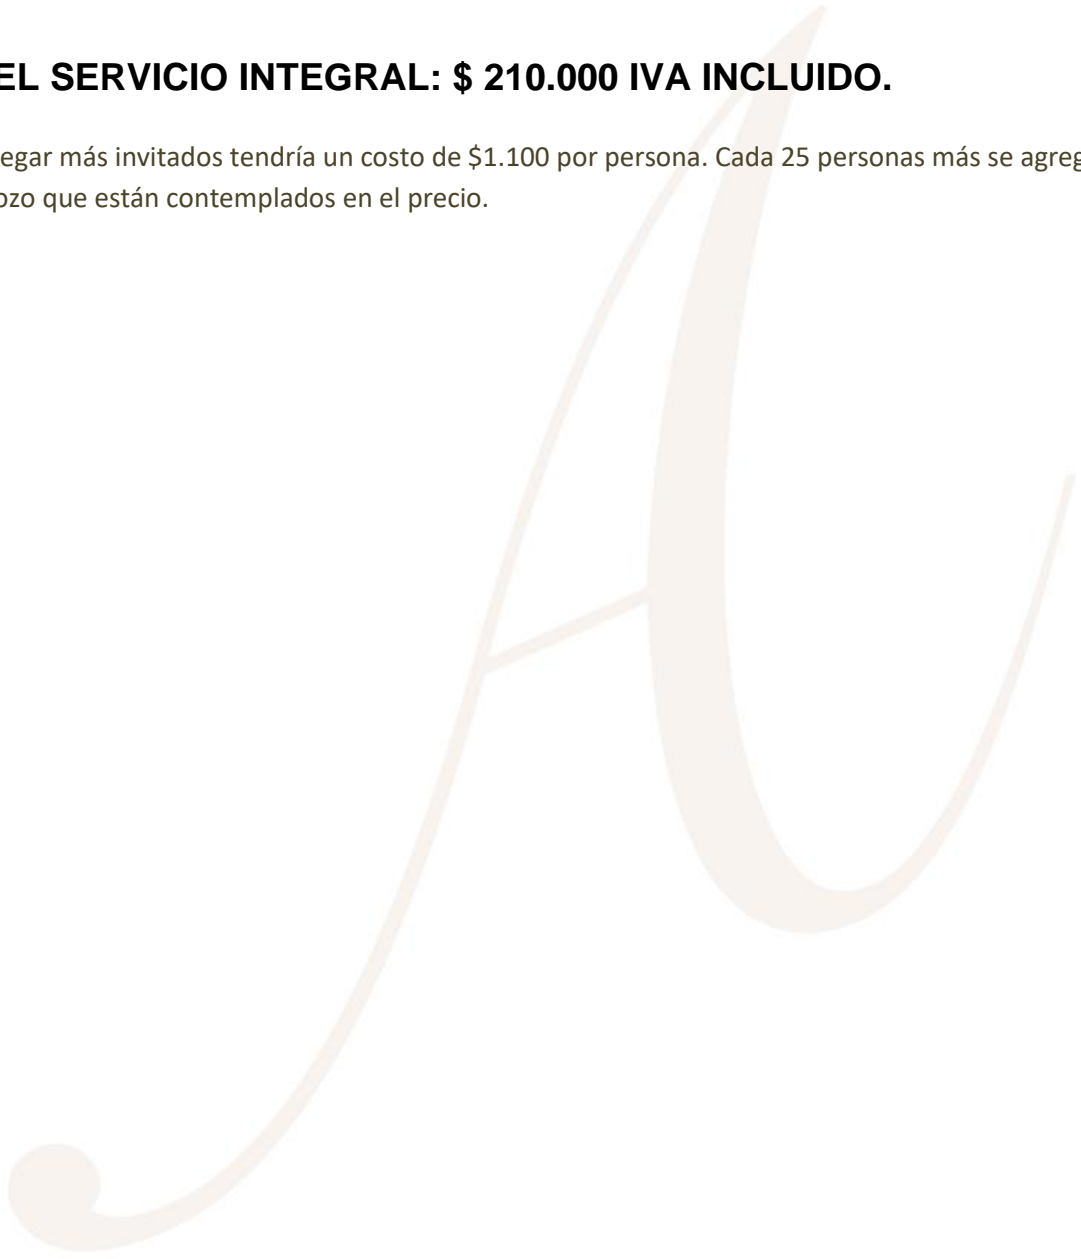 EL SERVICIO INTEGRAL: $ 210.000 IVA INCLUIDO.
egar más invitados tendría un costo de $1.100 por persona. Cada 25 personas más se agreg
ozo que están contemplados en el precio.